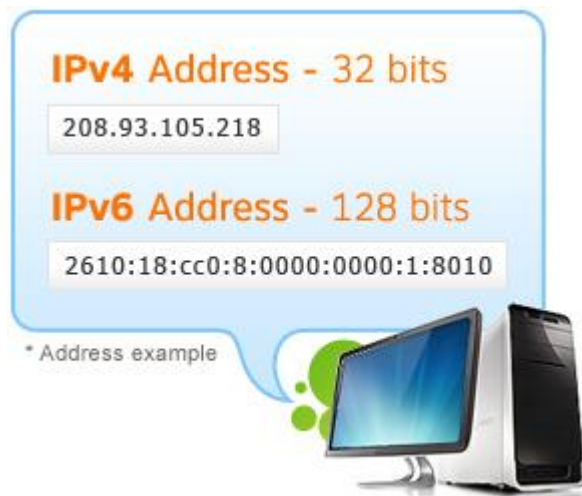 IPv4 Address - 32 bits
208.93.105.218
IPv6 Address - 128 bits
2610:18:cc0:8:0000:0000:1:8010
* Address example